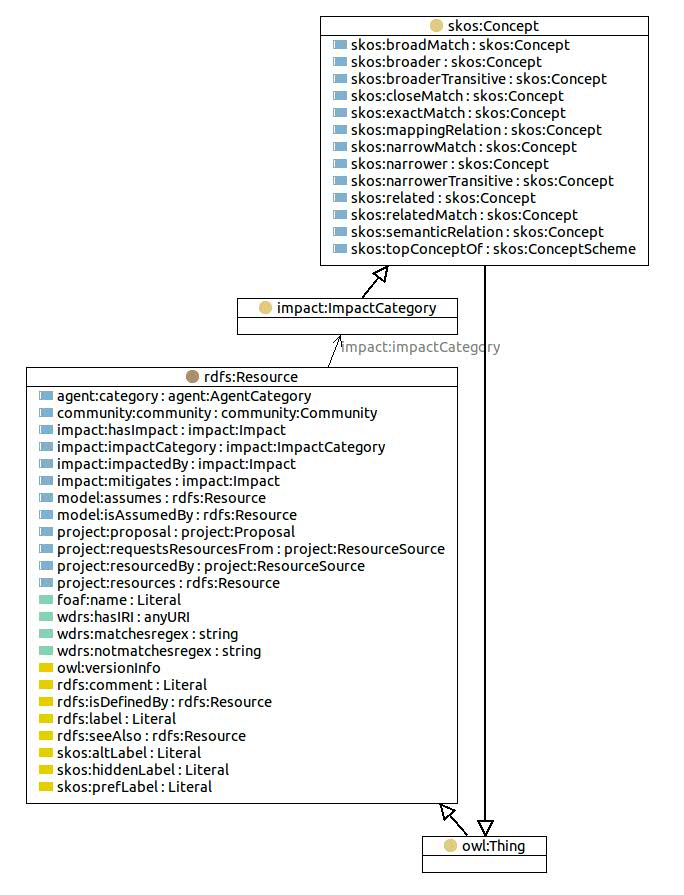 skos:Concept
skos:broadMatch : skos:Concept
skos:broader : skos:Concept
skos:broaderTransitive : skos:Concept
skos:closeMatch : skos:Concept
skos:exactMatch : skos:Concept
skos:mappingRelation : skos:Concept
skos:narrowMatch : skos:Concept
skos:narrower : skos:Concept
skos:narrowerTransitive : skos:Concept
skos:related : skos:Concept
skos:relatedMatch : skos:Concept
skos:semanticRelation : skos:Concept
skos:topConceptOf : skos:ConceptScheme
impact:ImpactCategory
impact:impactCategory
rdfs:Resource
agent:category : agent:AgentCategory
community:community : community:Community
impact:hasImpact : impact:Impact
impact:impactCategory : impact:ImpactCategory
impact:impactedBy : impact:Impact
impact:mitigates : impact:Impact
model:assumes : rdfs:Resource
model:isAssumedBy : rdfs:Resource
project:proposal : project:Proposal
project:requestsResourcesFrom : project:ResourceSource
project:resourcedBy : project:ResourceSource
project:resources : rdfs:Resource
foaf:name : Literal
wdrs:hasIRI : anyURI
wdrs:matchesregex : string
wdrs:notmatchesregex : string
owl:versionInfo
rdfs:comment : Literal
rdfs:isDefinedBy : rdfs:Resource
rdfs:label : Literal
rdfs:seeAlso : rdfs:Resource
skos:altLabel : Literal
skos:hiddenLabel : Literal
skos:prefLabel : Literal
owl:Thing